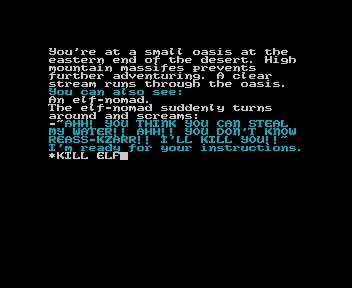 You're at a small oasis at the
eastern end of the desert. High
mountain massifes prevents
further adventuring. A clear
stream runs through the oasis.
You can also see:
An elf-nomad.
The elf-nomad suddenly turns
around and screams:
-"AHH! YOU THINK YOU CAN STEAL
MY WATER!! AHH!! YOU DON'T KNOW
REASS-KZARR!! I'LL KILL YOU!!"
I'm ready for your instructions.
*KILL ELF